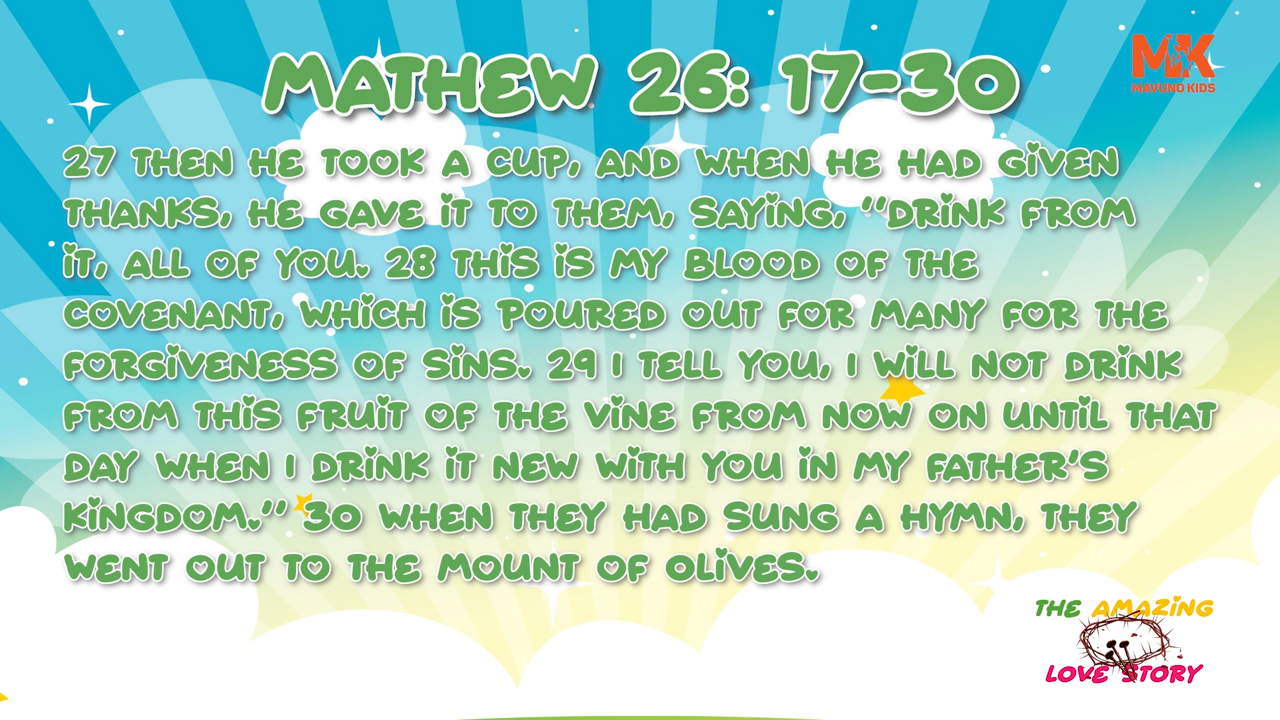 MATHEW 26: 17-30
MK
MAVUNO KIDS
27 THEN HE TOOK A CUP, AND WHEN HE HAD GIVEN
THANKS, HE GAVE IT TO THEM, SAYING, "DRINK FROM
IT, ALL OF YOU. 28 THIS IS MY BLOOD OF THE
COVENANT, WHICH IS POURED OUT FOR MANY FOR THE
FORGIVENESS OF SINS. 29 I TELL YOU, I WILL NOT DRINK
FROM THIS FRUIT OF THE VINE FROM NOW ON UNTIL THAT
DAY WHEN I DRINK IT NEW WITH YOU IN MY FATHER'S
KINGDOM." 30 WHEN THEY HAD SUNG A HYMN, THEY
WENT OUT TO THE MOUNT OF OLIVES.
THE AMAZING
LOVE STORY